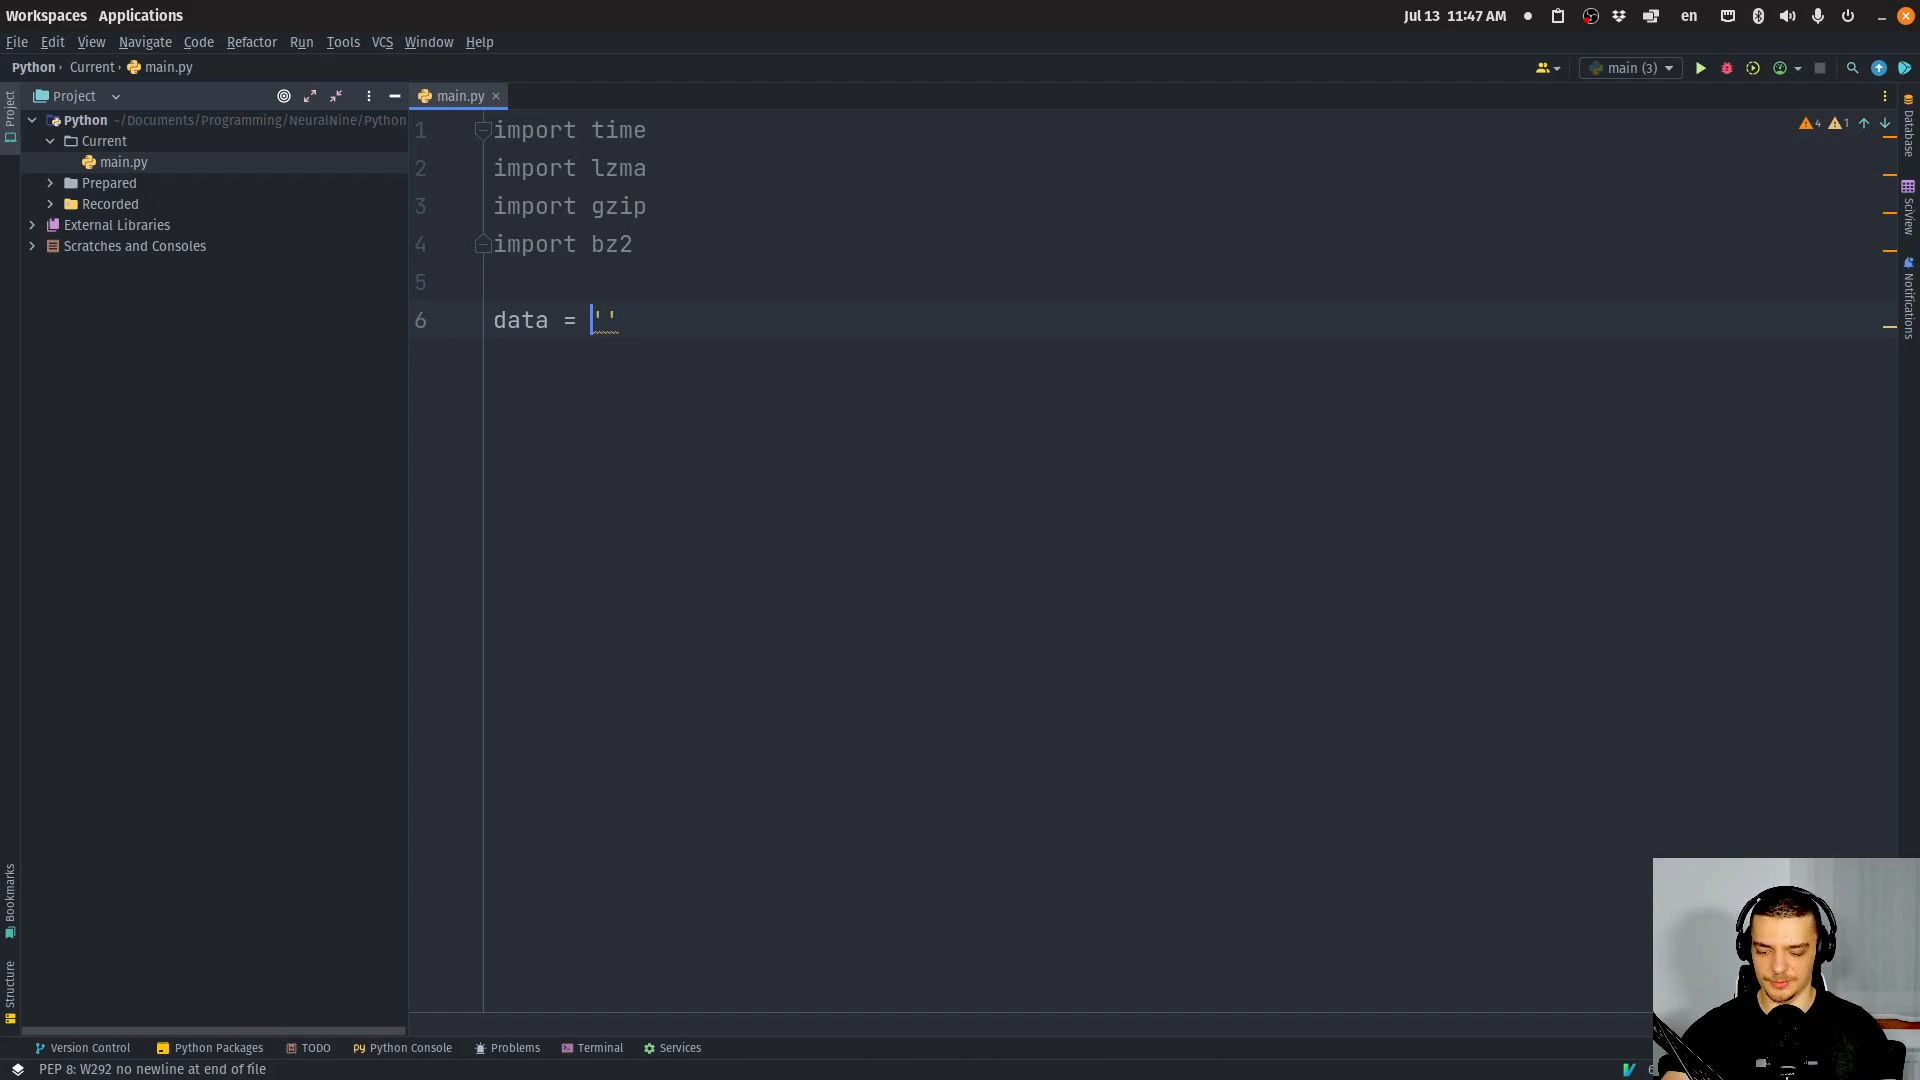 Workspaces Applications
Jul 13 11:47 AM
en
File Edit View Navigate Code Refactor Run Tools VCS Window Help
Python › Current › main.py
main (3)
Project
main.py
Python ~/Documents/Programming/NeuralNine/Python
Current
main.py
Prepared
Recorded
External Libraries
Scratches and Consoles
Project
Bookmarks
Structure
1 import time
2 import lzma
3 import gzip
4 import bz2
5
6 data = ''
4 1
Database
SciView
Notifications
Version Control Python Packages TODO Python Console Problems Terminal Services
PEP 8: W292 no newline at end of file